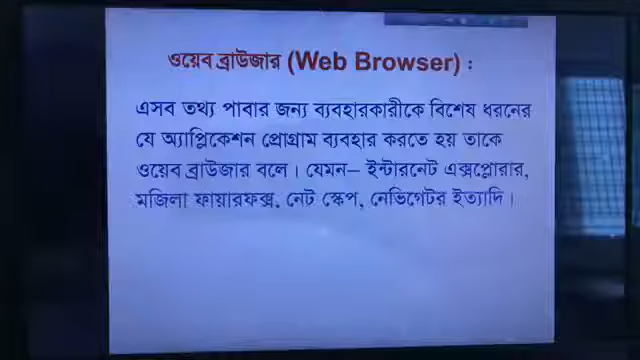 ওয়েব ব্রাউজার (Web Browser) :
এসব তথ্য পাবার জন্য ব্যবহারকারীকে বিশেষ ধরনের
যে অ্যাপ্লিকেশন প্রোগ্রাম ব্যবহার করতে হয় তাকে
ওয়েব ব্রাউজার বলে। যেমন– ইন্টারনেট এক্সপ্লোরার,
মজিলা ফায়ারফক্স, নেট স্কেপ, নেভিগেটর ইত্যাদি।